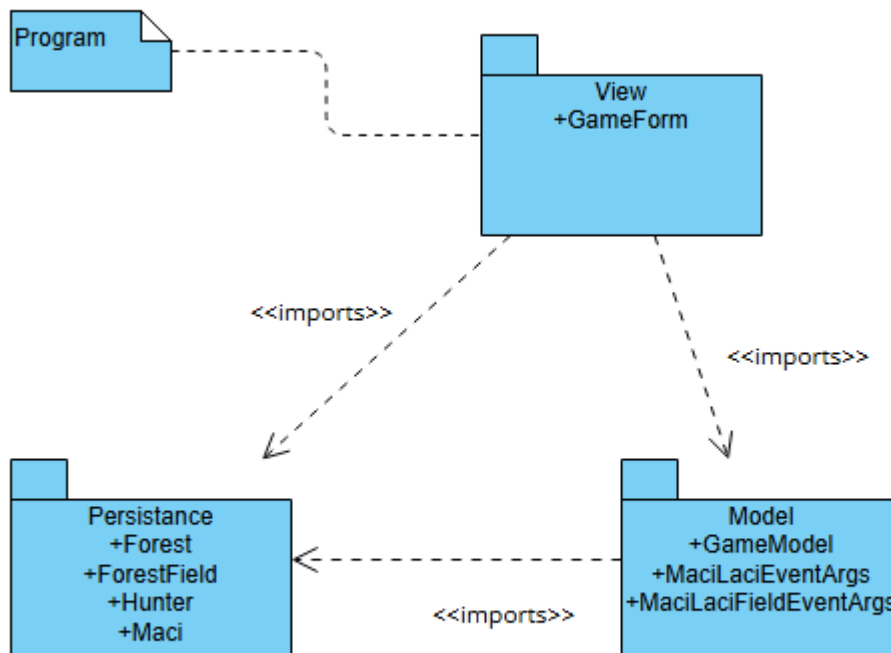 Program
View
+GameForm
<<imports>>
<<imports>>
Persistance
+Forest
+ForestField
+Hunter
+Maci
Model
+GameModel
+MaciLaciEventArgs
+MaciLaciFieldEventArgs
<<imports>>